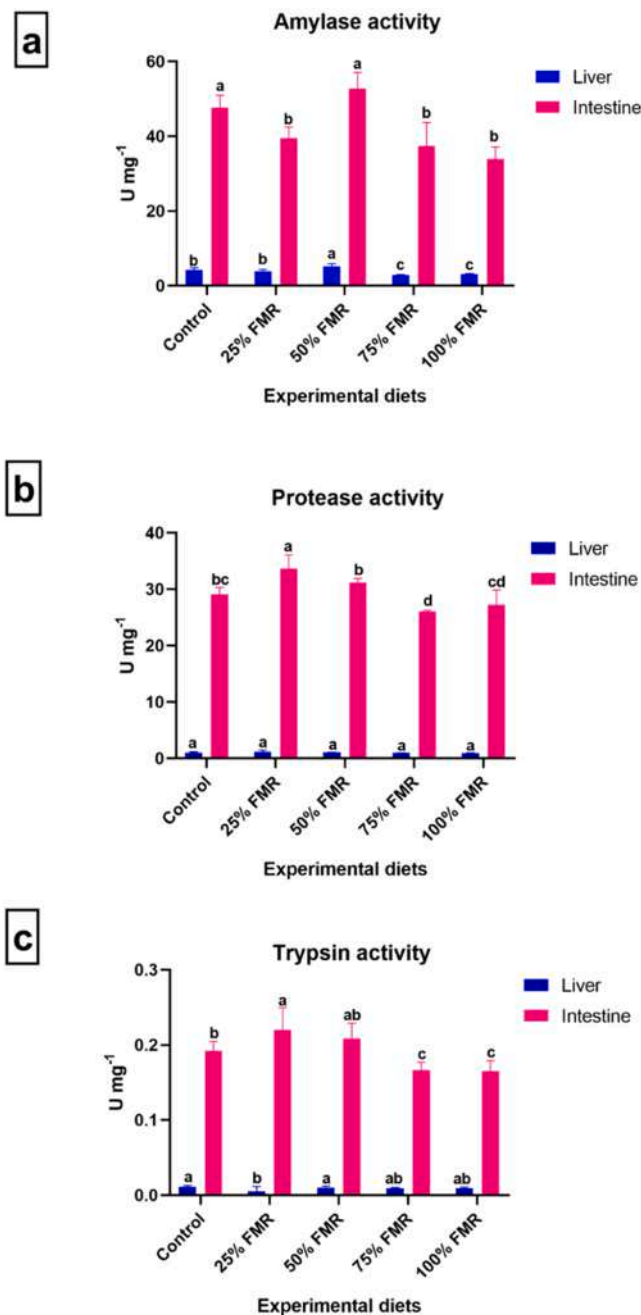 a
Amylase activity
60
40
20
0
U mg⁻¹
a
b
a
b
b
b
b
a
c
c
Liver
Intestine
Control
25% FMR
50% FMR
75% FMR
100% FMR
Experimental diets
b
Protease activity
40
30
20
10
0
U mg⁻¹
bc
a
b
d
cd
a
a
a
a
a
Liver
Intestine
Control
25% FMR
50% FMR
75% FMR
100% FMR
Experimental diets
c
Trypsin activity
0.3
0.2
0.1
0.0
U mg⁻¹
b
a
ab
c
c
a
b
a
ab
ab
Liver
Intestine
Control
25% FMR
50% FMR
75% FMR
100% FMR
Experimental diets